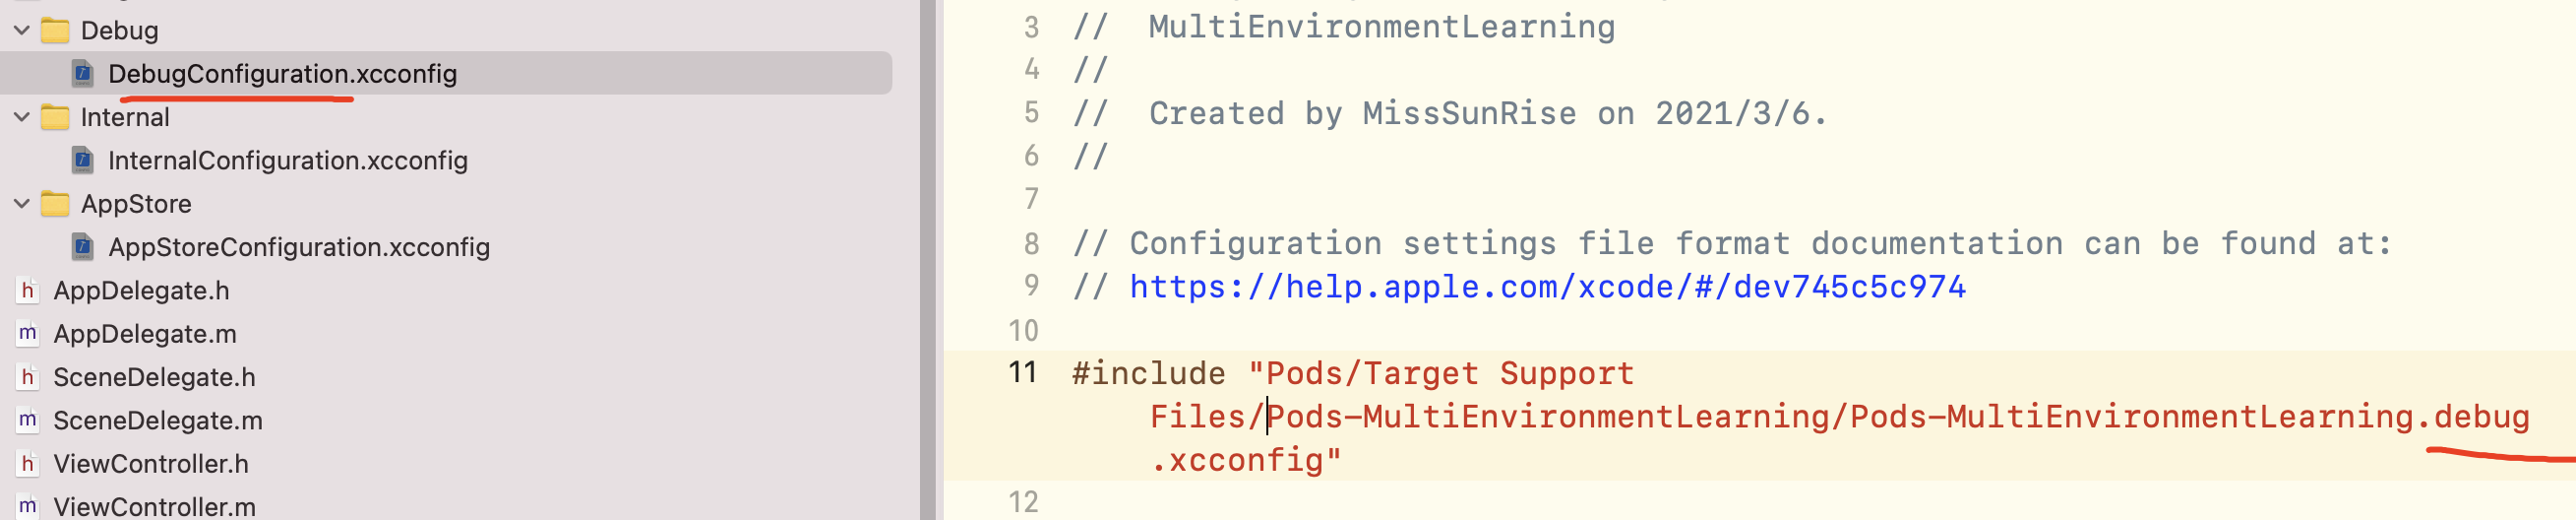 Debug
DebugConfiguration.xcconfig
Internal
InternalConfiguration.xcconfig
AppStore
AppStoreConfiguration.xcconfig
h AppDelegate.h
m AppDelegate.m
h SceneDelegate.h
m SceneDelegate.m
h ViewController.h
m ViewController.m
3 //  MultiEnvironmentLearning
4 //
5 //  Created by MissSunRise on 2021/3/6.
6 //
7
8 // Configuration settings file format documentation can be found at:
9 // https://help.apple.com/xcode/#/dev745c5c974
10
11 #include "Pods/Target Support
Files/Pods-MultiEnvironmentLearning/Pods-MultiEnvironmentLearning.debug
.xcconfig"
12